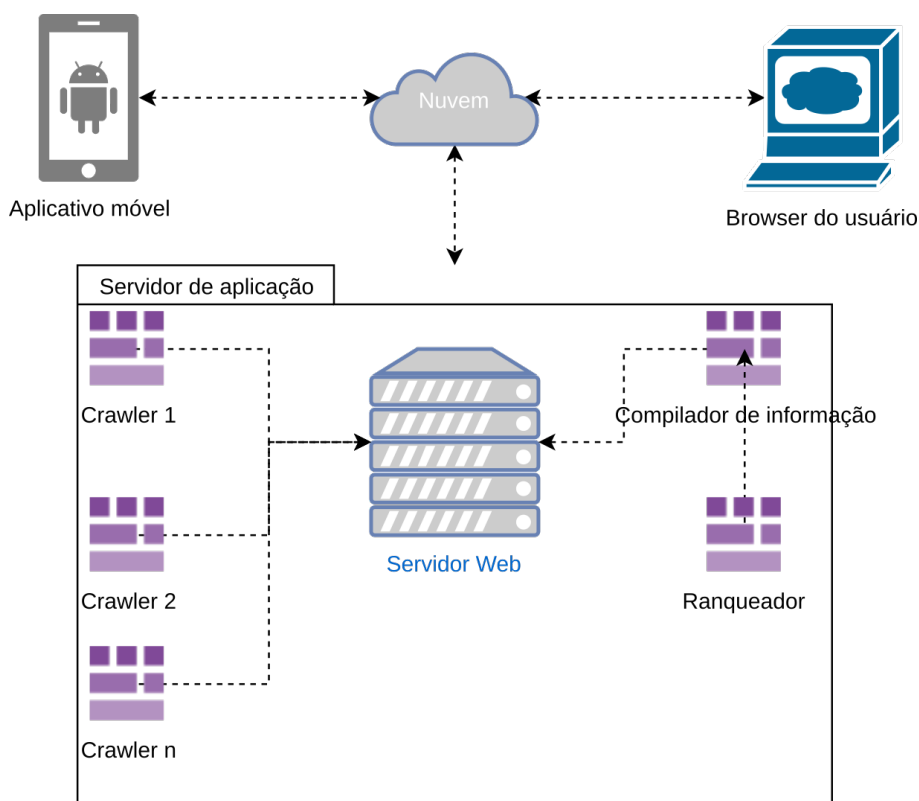 Nuvem
Aplicativo móvel
Browser do usuário
Servidor de aplicação
Crawler 1
Compilador de informação
Servidor Web
Crawler 2
Ranqueador
Crawler n